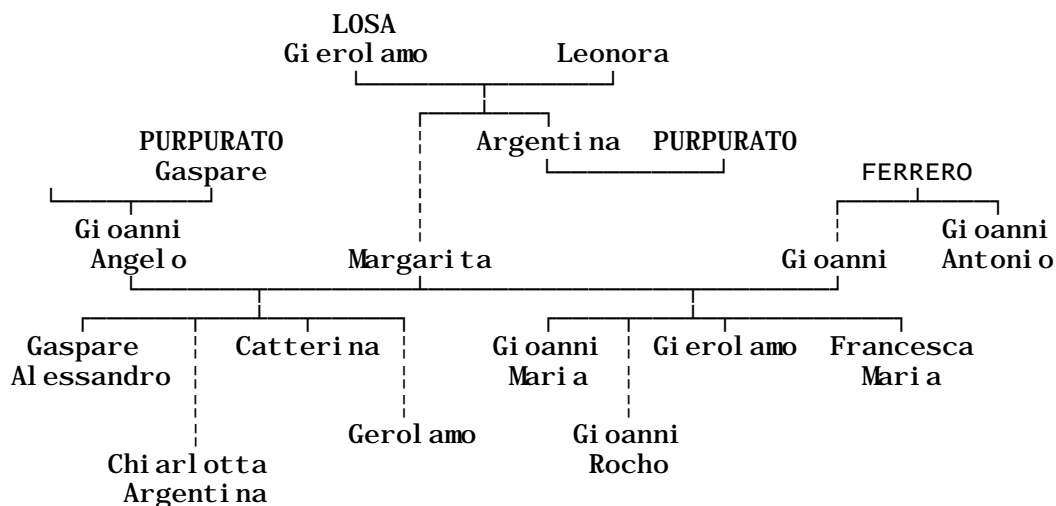 LOSA
Gierolamo Leonora
Argentina PURPURATO
PURPURATO
Gaspare
FERRERO
Gioanni
Angelo
Margarita
Gioanni
Gioanni
Antonio
Gaspare
Alessandro
Catterina
Gioanni
Maria
Gierolamo
Francesca
Maria
Gerolamo
Gioanni
Rocho
Chiarlotta
Argentina